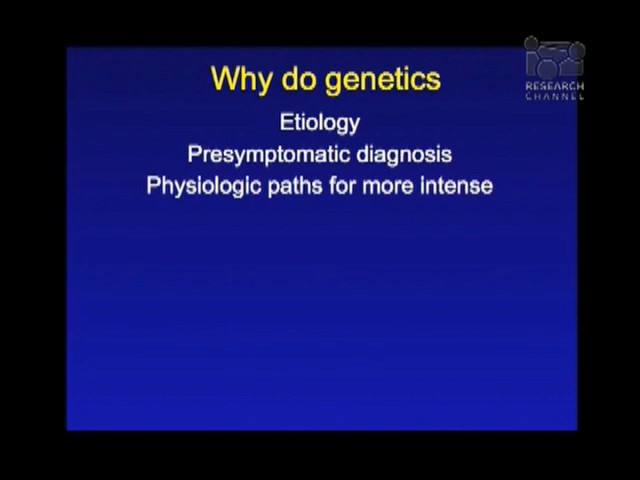 Why do genetics
Etiology
Presymptomatic diagnosis
Physiologic paths for more intense
RESEARCH
CHANNEL